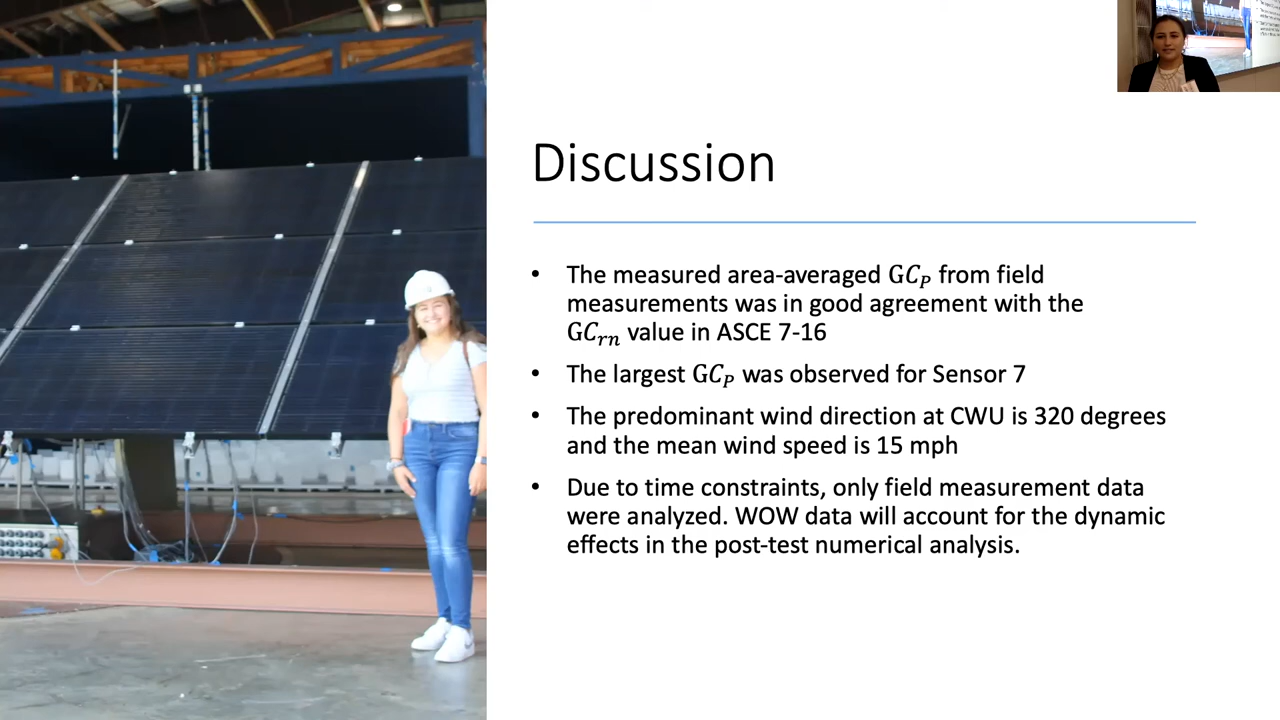 Discussion
• The measured area-averaged GC_P from field
measurements was in good agreement with the
GC_rn value in ASCE 7-16
• The largest GC_P was observed for Sensor 7
• The predominant wind direction at CWU is 320 degrees
and the mean wind speed is 15 mph
• Due to time constraints, only field measurement data
were analyzed. WOW data will account for the dynamic
effects in the post-test numerical analysis.